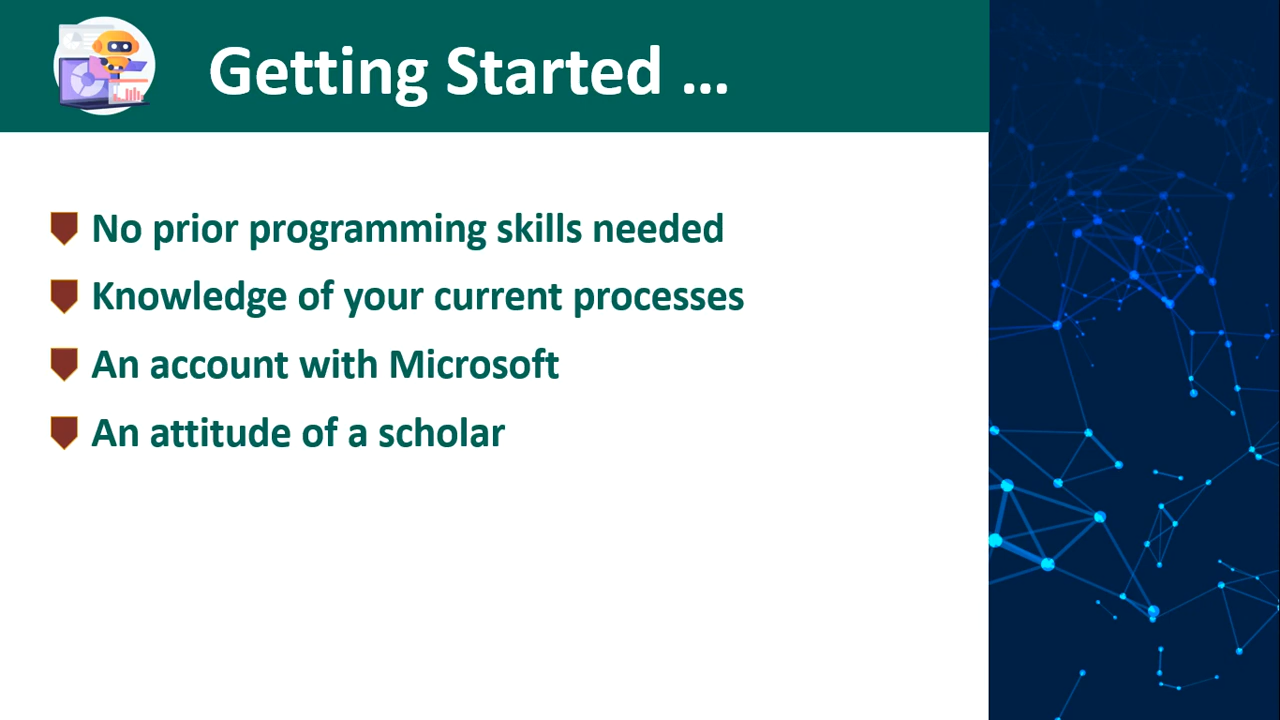 Getting Started ...
No prior programming skills needed
Knowledge of your current processes
An account with Microsoft
An attitude of a scholar